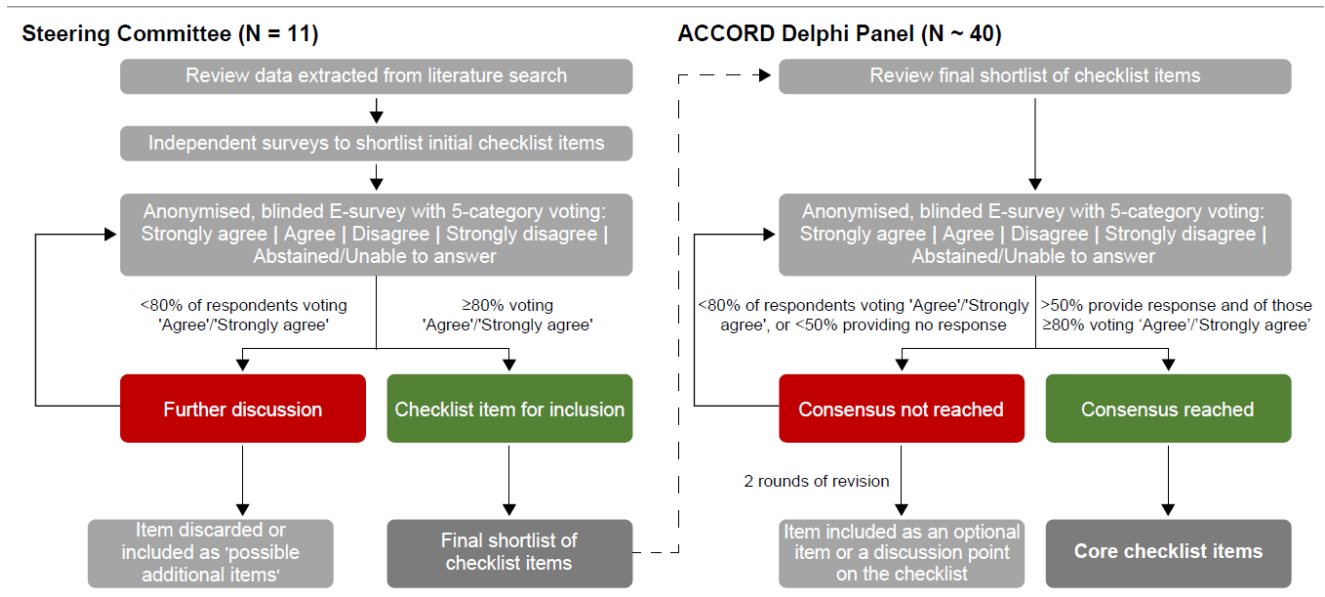 Steering Committee (N = 11)
Review data extracted from literature search
Independent surveys to shortlist initial checklist items
Anonymised, blinded E-survey with 5-category voting:
Strongly agree | Agree | Disagree | Strongly disagree |
Abstained/Unable to answer
<80% of respondents voting
'Agree'/'Strongly agree'
≥80% voting
'Agree'/'Strongly agree'
Further discussion
Checklist item for inclusion
Item discarded or
included as 'possible
additional items'
Final shortlist of
checklist items
ACCORD Delphi Panel (N ~ 40)
Review final shortlist of checklist items
Anonymised, blinded E-survey with 5-category voting:
Strongly agree | Agree | Disagree | Strongly disagree |
Abstained/Unable to answer
<80% of respondents voting 'Agree'/'Strongly
agree', or <50% providing no response
>50% provide response and of those
≥80% voting ‘Agree’/‘Strongly agree’
Consensus not reached
Consensus reached
2 rounds of revision
Item included as an optional
item or a discussion point
on the checklist
Core checklist items